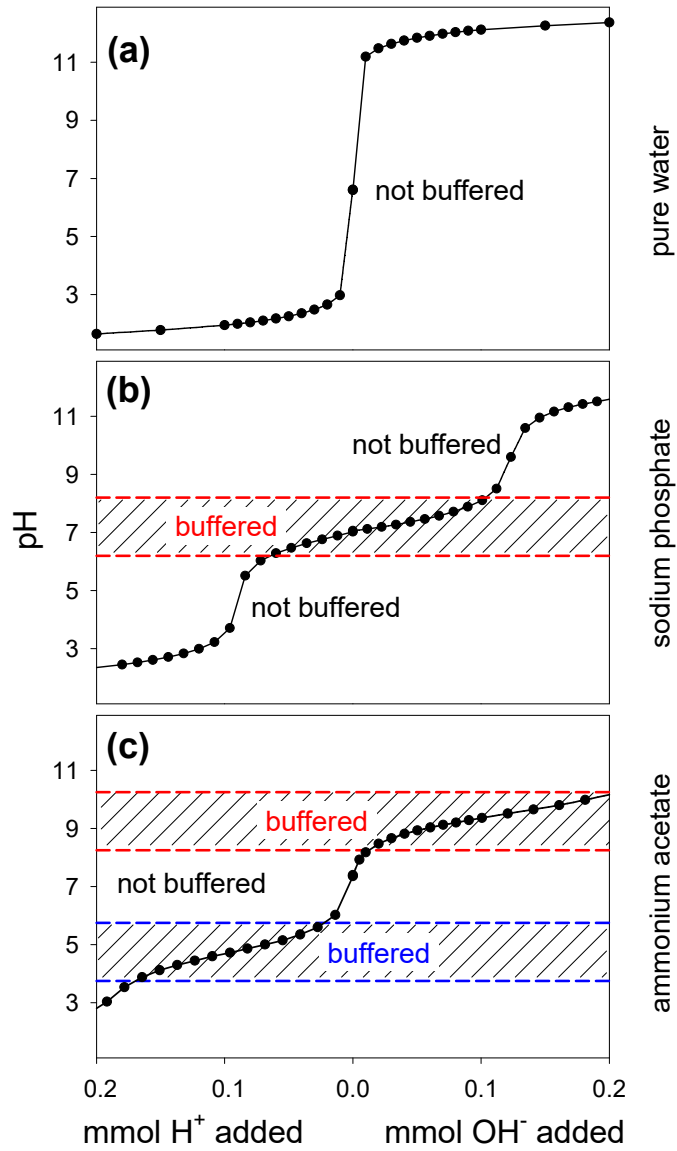 (a)
11
9
7
5
3
not buffered
pure water
(b)
11
9
7
5
3
not buffered
buffered
not buffered
sodium phosphate
pH
(c)
11
9
7
5
3
buffered
not buffered
buffered
ammonium acetate
0.2 0.1 0.0 0.1 0.2
mmol H⁺ added mmol OH⁻ added